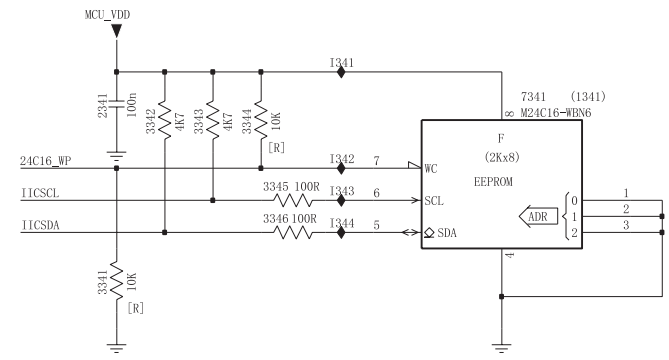 MCU_VDD
I341
7341 (1341)
M24C16-WBN6
8
2341
100n
3342
4K7
3343
4K7
3344
10K
[R]
F
(2Kx8)
EEPROM
24C16_WP
I342
7
WC
3345 100R
I343
6
SCL
IICSCL
3346 100R
I344
5
SDA
IICSDA
ADR
0
1
2
1
2
3
4
3341
10K
[R]